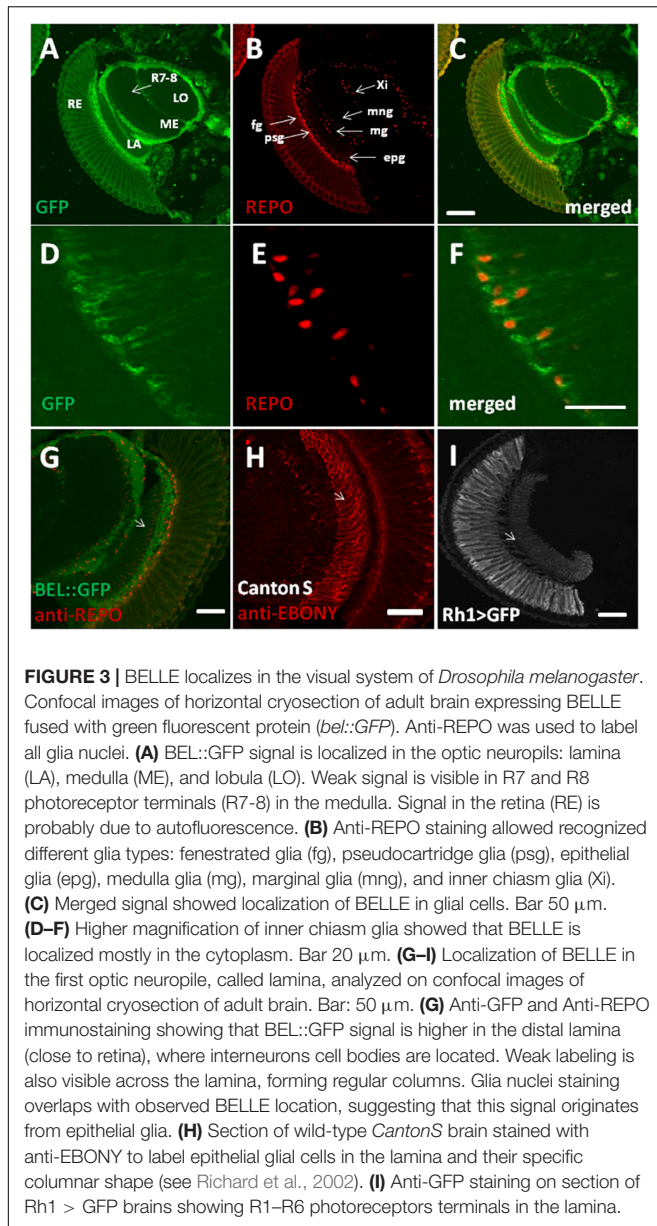 A
R7-8
RE
LO
ME
LA
GFP
B
Xi
mng
fg
psg
mg
epg
REPO
C
merged
D
GFP
E
REPO
F
merged
G
BEL::GFP
anti-REPO
H
Canton S
anti-EBONY
I
Rh1>GFP
FIGURE 3 | BELLE localizes in the visual system of Drosophila melanogaster.
Confocal images of horizontal cryosection of adult brain expressing BELLE
fused with green fluorescent protein (bel::GFP). Anti-REPO was used to label
all glia nuclei. (A) BEL::GFP signal is localized in the optic neuropils: lamina
(LA), medulla (ME), and lobula (LO). Weak signal is visible in R7 and R8
photoreceptor terminals (R7-8) in the medulla. Signal in the retina (RE) is
probably due to autofluorescence. (B) Anti-REPO staining allowed recognized
different glia types: fenestrated glia (fg), pseudocartridge glia (psg), epithelial
glia (epg), medulla glia (mg), marginal glia (mng), and inner chiasm glia (Xi).
(C) Merged signal showed localization of BELLE in glial cells. Bar 50 μm.
(D–F) Higher magnification of inner chiasm glia showed that BELLE is
localized mostly in the cytoplasm. Bar 20 μm. (G–I) Localization of BELLE in
the first optic neuropile, called lamina, analyzed on confocal images of
horizontal cryosection of adult brain. Bar: 50 μm. (G) Anti-GFP and Anti-REPO
immunostaining showing that BEL::GFP signal is higher in the distal lamina
(close to retina), where interneurons cell bodies are located. Weak labeling is
also visible across the lamina, forming regular columns. Glia nuclei staining
overlaps with observed BELLE location, suggesting that this signal originates
from epithelial glia. (H) Section of wild-type CantonS brain stained with
anti-EBONY to label epithelial glial cells in the lamina and their specific
columnar shape (see Richard et al., 2002). (I) Anti-GFP staining on section of
Rh1 > GFP brains showing R1–R6 photoreceptors terminals in the lamina.